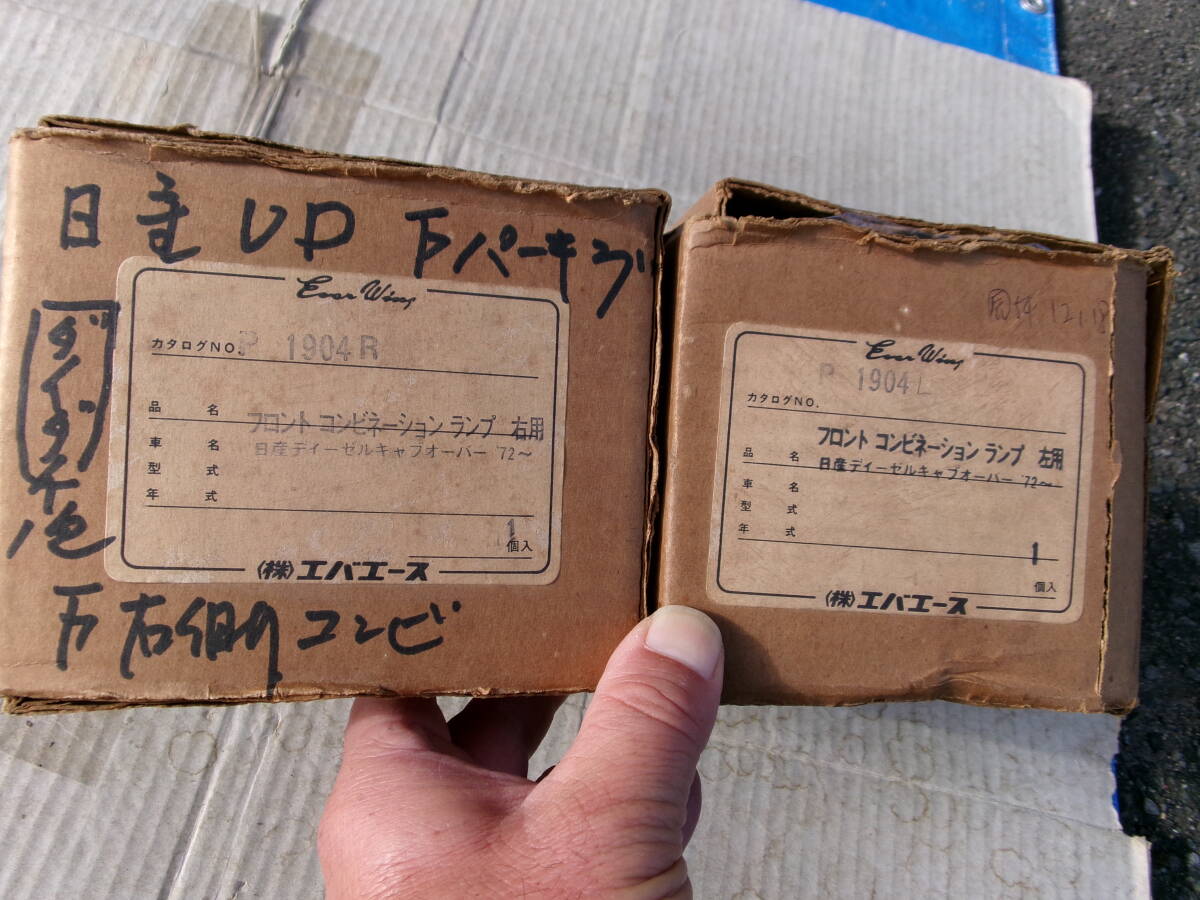 日産 UD 下パーキング
(ダイダイ色)
Ever Wing
カタログNO. P 1904 R
品 名 フロント コンビネーション ランプ 右用
車 名 日産ディーゼルキャブオーバー '72〜
型 式
年 式
1
個入
(株)エバエース
下右側コンビ
Ever Wing
P 1904 L
カタログNO.
フロント コンビネーション ランプ 左用
品 名 日産ディーゼルキャブオーバー '72〜
車 名
型 式
年 式
1
個入
(株)エバエース